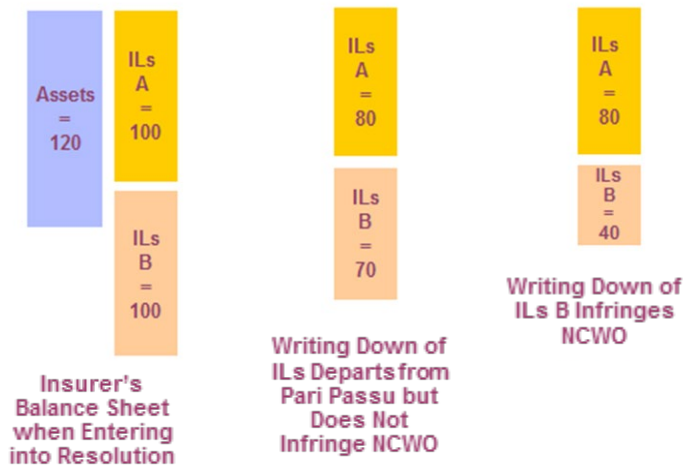 Assets
=
120
ILs
A
=
100
ILs
B
=
100
Insurer's
Balance Sheet
when Entering
into Resolution
ILs
A
=
80
ILs
B
=
70
Writing Down of
ILs Departs from
Pari Passu but
Does Not
Infringe NCWO
ILs
A
=
80
ILs
B
=
40
Writing Down of
ILs B Infringes
NCWO